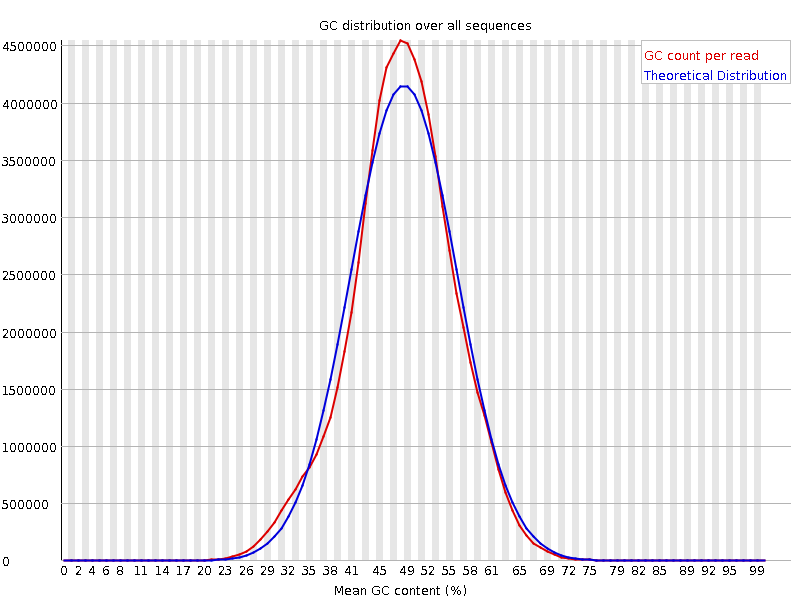 GC distribution over all sequences
GC count per read
Theoretical Distribution
4500000
4000000
3500000
3000000
2500000
2000000
1500000
1000000
500000
0
0 2 4 6 8 11 14 17 20 23 26 29 32 35 38 41 45 49 52 55 58 61 65 69 72 75 79 82 85 89 92 95 99
Mean GC content (%)